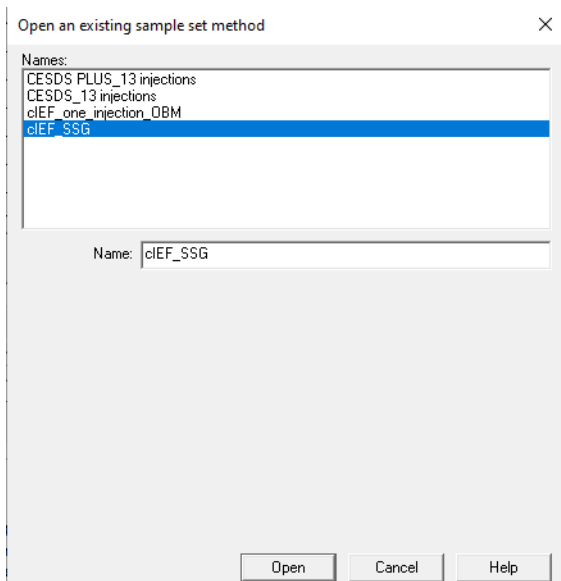 Open an existing sample set method
Names:
CESDS PLUS_13 injections
CESDS_13 injections
cIEF_one_injection_OBM
cIEF_SSG
Name: cIEF_SSG
Open Cancel Help